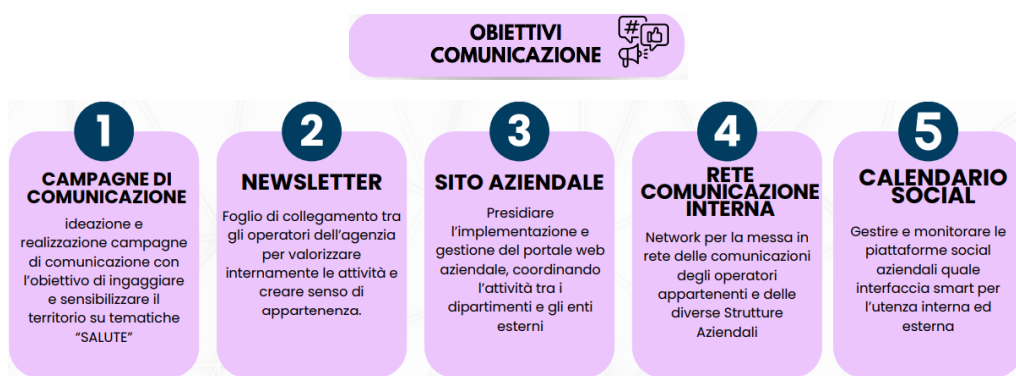 OBIETTIVI
COMUNICAZIONE
#
1
CAMPAGNE DI
COMUNICAZIONE
ideazione e
realizzazione campagne
di comunicazione con
l'obiettivo di ingaggiare
e sensibilizzare il
territorio su tematiche
“SALUTE”
2
NEWSLETTER
Foglio di collegamento tra
gli operatori dell'agenzia
per valorizzare
internamente le attività e
creare senso di
appartenenza.
3
SITO AZIENDALE
Presidiare
l'implementazione e
gestione del portale web
aziendale, coordinando
l'attività tra i
dipartimenti e gli enti
esterni
4
RETE
COMUNICAZIONE
INTERNA
Network per la messa in
rete delle comunicazioni
degli operatori
appartenenti e delle
diverse Strutture
Aziendali
5
CALENDARIO
SOCIAL
Gestire e monitorare le
piattaforme social
aziendali quale
interfaccia smart per
l'utenza interna ed
esterna